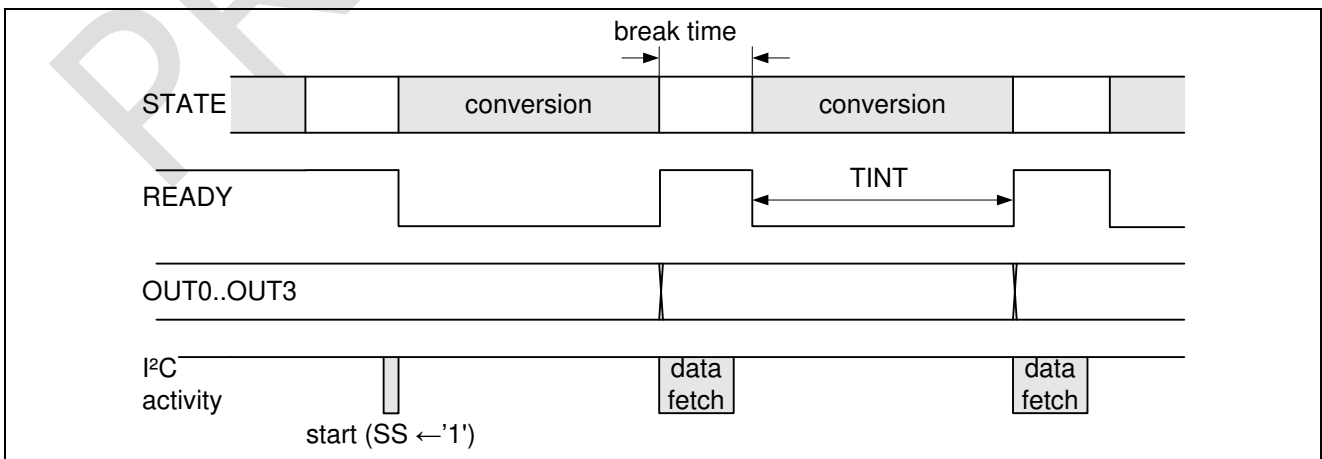 break time
STATE
conversion
conversion
READY
TINT
OUT0..OUT3
I²C
activity
data
fetch
data
fetch
start (SS ←'1')